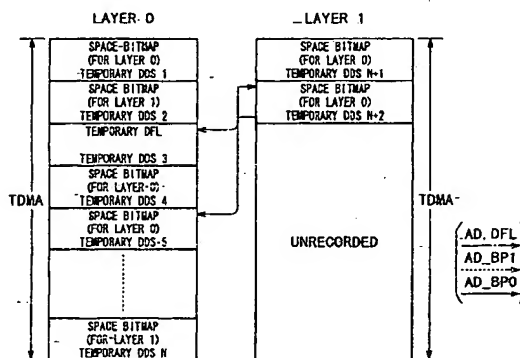 LAYER 0
SPACE-BITMAP
(FOR LAYER 0)
TEMPORARY DDS 1
SPACE BITMAP
(FOR LAYER 1)
TEMPORARY DDS 2
TEMPORARY DFL
TEMPORARY DDS 3
SPACE BITMAP
(FOR LAYER-0)
TEMPORARY DDS 4
SPACE BITMAP
(FOR LAYER 0)
TEMPORARY DDS-5
SPACE BITMAP
(FOR-LAYER 1)
TEMPORARY DDS N
TDMA
LAYER 1
SPACE BITMAP
(FOR LAYER 0)
TEMPORARY DDS N+1
SPACE BITMAP
(FOR LAYER 0)
TEMPORARY DDS N+2
UNRECORDED
TDMA
AD_DFL
AD_BP1
AD_BP0